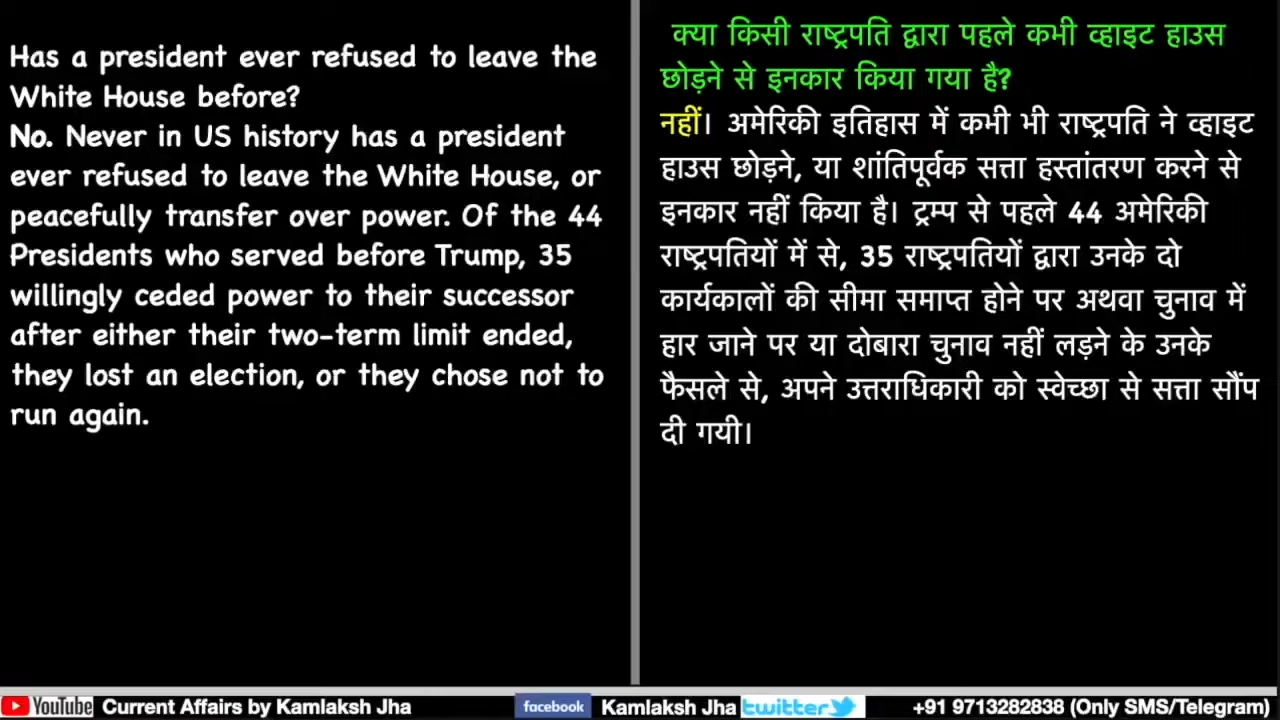 Has a president ever refused to leave the
White House before?
No. Never in US history has a president
ever refused to leave the White House, or
peacefully transfer over power. Of the 44
Presidents who served before Trump, 35
willingly ceded power to their successor
after either their two-term limit ended,
they lost an election, or they chose not to
run again.
क्या किसी राष्ट्रपति द्वारा पहले कभी व्हाइट हाउस
छोड़ने से इनकार किया गया है?
नहीं। अमेरिकी इतिहास में कभी भी राष्ट्रपति ने व्हाइट
हाउस छोड़ने, या शांतिपूर्वक सत्ता हस्तांतरण करने से
इनकार नहीं किया है। ट्रम्प से पहले 44 अमेरिकी
राष्ट्रपतियों में से, 35 राष्ट्रपतियों द्वारा उनके दो
कार्यकालों की सीमा समाप्त होने पर अथवा चुनाव में
हार जाने पर या दोबारा चुनाव नहीं लड़ने के उनके
फैसले से, अपने उत्तराधिकारी को स्वेच्छा से सत्ता सौंप
दी गयी।
YouTube Current Affairs by Kamlaksh Jha facebook Kamlaksh Jha twitter +91 9713282838 (Only SMS/Telegram)